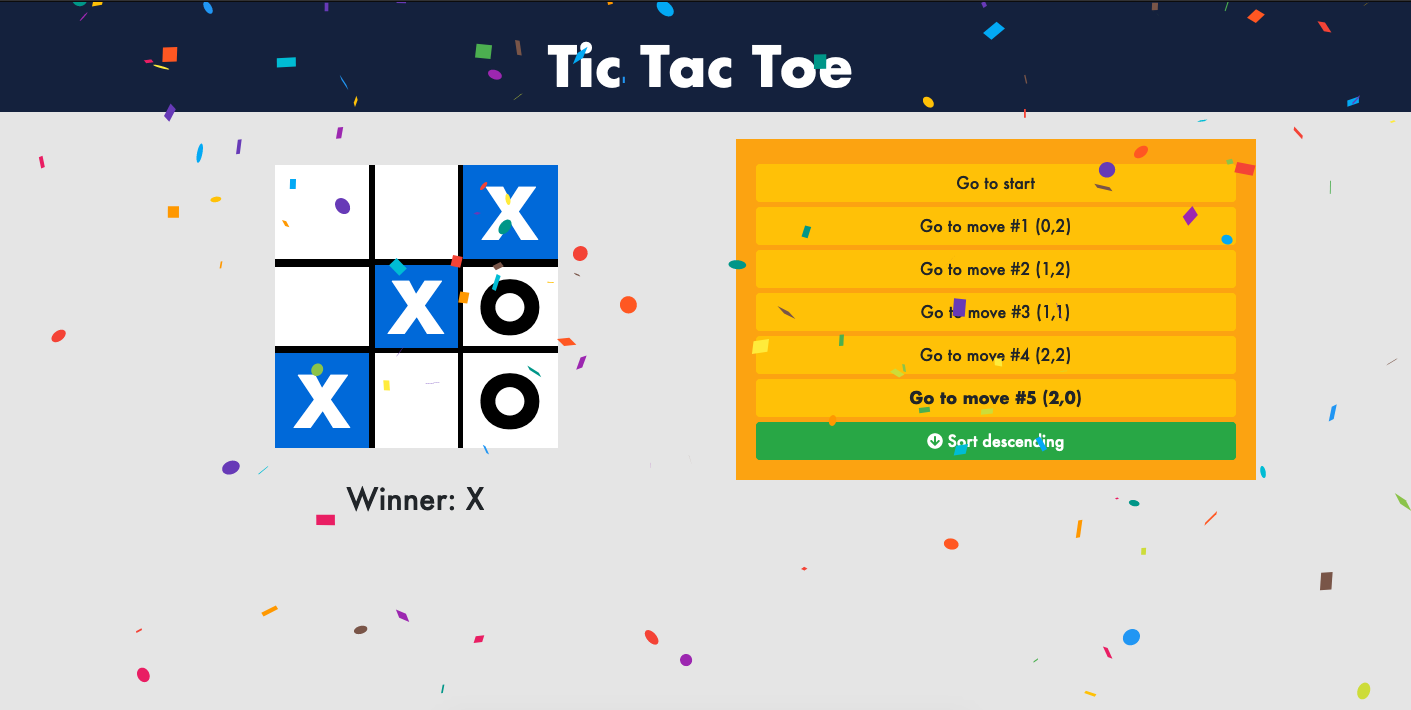 Tic Tac Toe
X
X O
X O
Winner: X
Go to start
Go to move #1 (0,2)
Go to move #2 (1,2)
Go to move #3 (1,1)
Go to move #4 (2,2)
Go to move #5 (2,0)
Sort descending